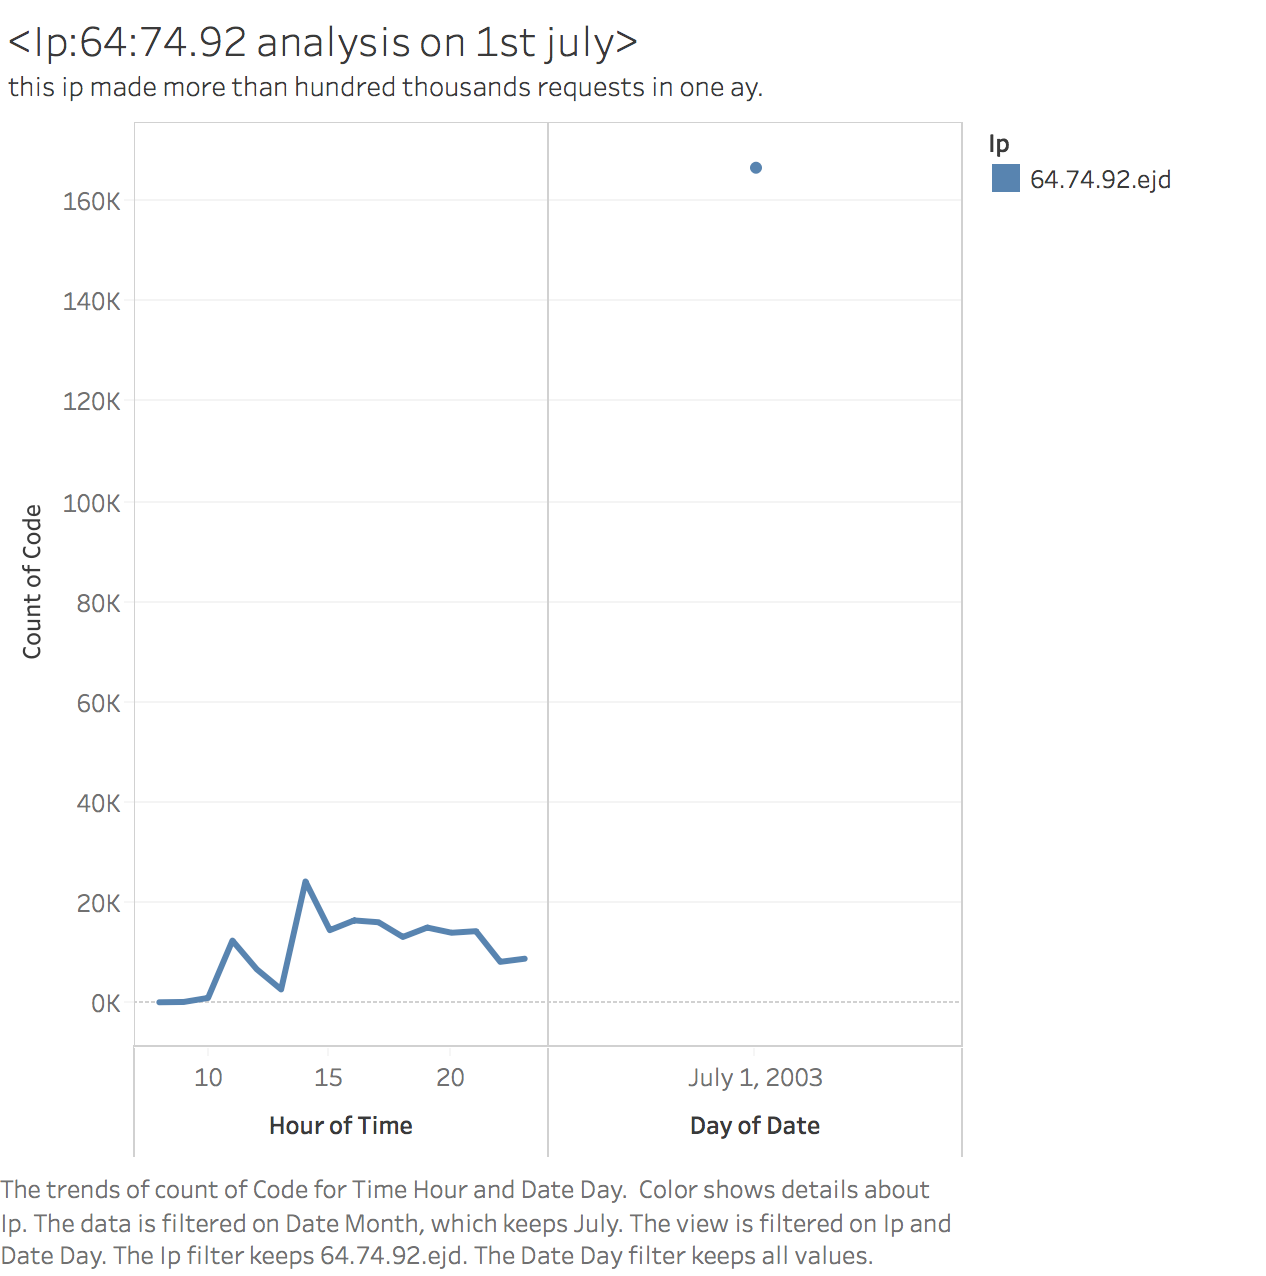 <Ip:64:74.92 analysis on 1st july>
this ip made more than hundred thousands requests in one ay.
Ip
64.74.92.ejd
160K
140K
120K
100K
80K
60K
40K
20K
0K
Count of Code
10
15
20
July 1, 2003
Hour of Time
Day of Date
The trends of count of Code for Time Hour and Date Day.  Color shows details about
Ip. The data is filtered on Date Month, which keeps July. The view is filtered on Ip and
Date Day. The Ip filter keeps 64.74.92.ejd. The Date Day filter keeps all values.